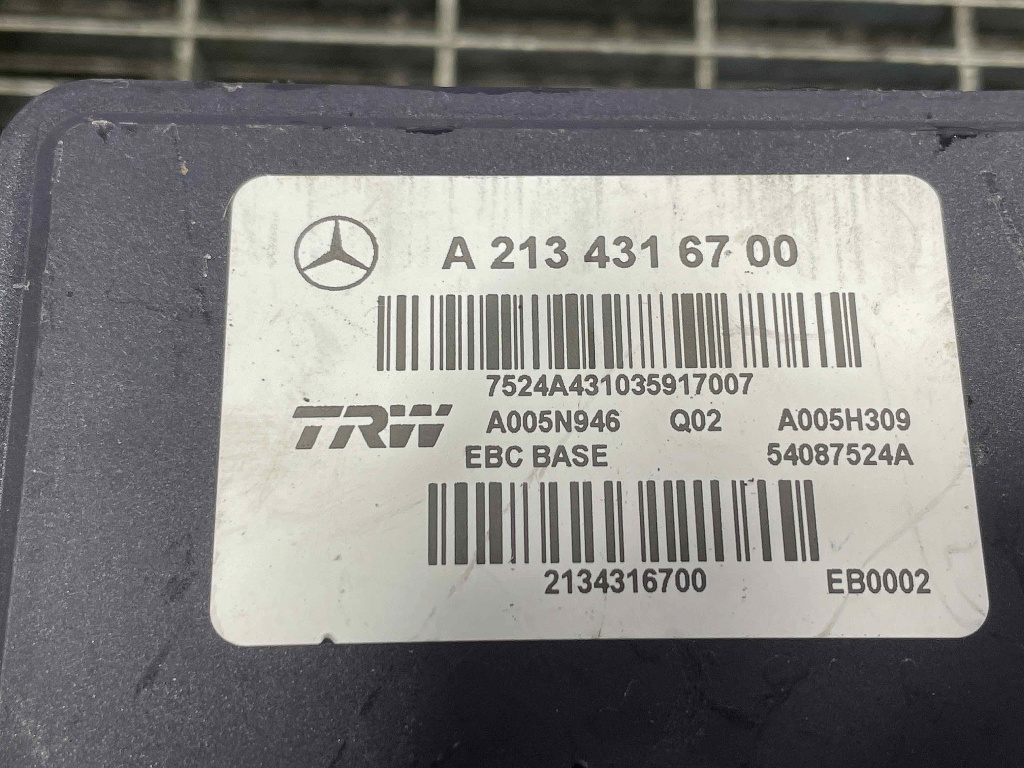 A 213 431 67 00
7524A431035917007
TRW A005N946 Q02 A005H309
EBC BASE 54087524A
2134316700 EB0002